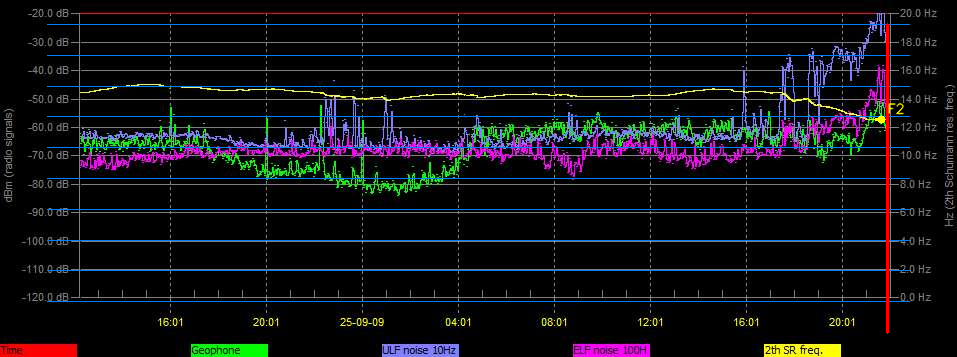 -20.0 dB 20.0 Hz
-30.0 dB 18.0 Hz
-40.0 dB 16.0 Hz
-50.0 dB 14.0 Hz
F2
-60.0 dB 12.0 Hz
-70.0 dB 10.0 Hz
-80.0 dB 8.0 Hz
-90.0 dB 6.0 Hz
-100.0 dB 4.0 Hz
-110.0 dB 2.0 Hz
-120.0 dB 0.0 Hz
dBm (radio signals)
Hz (2th Schumann res. freq.)
16:01 20:01 25-09-09 04:01 08:01 12:01 16:01 20:01
Time Geophone ULF noise 10Hz ELF noise 100H 2th SR freq.